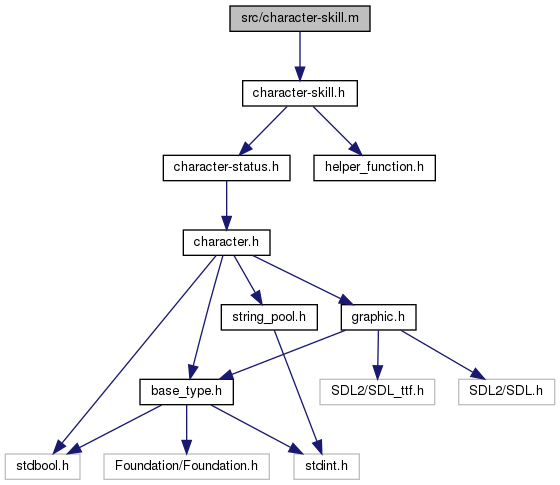 src/character-skill.m
character-skill.h
character-status.h
helper_function.h
character.h
string_pool.h
graphic.h
base_type.h
SDL2/SDL_ttf.h
SDL2/SDL.h
stdbool.h
Foundation/Foundation.h
stdint.h